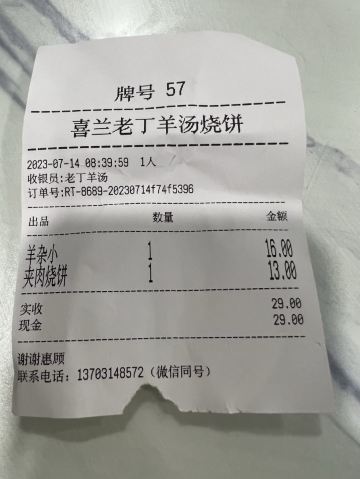 牌号 57
喜兰老丁羊汤烧饼
2023-07-14 08:39:59 1人
收银员:老丁羊汤
订单号:RT-8689-20230714f74f5396
出品 数量 金额
羊杂小 1 16.00
夹肉烧饼 1 13.00
实收 29.00
现金 29.00
谢谢惠顾
联系电话: 13703148572 (微信同号)